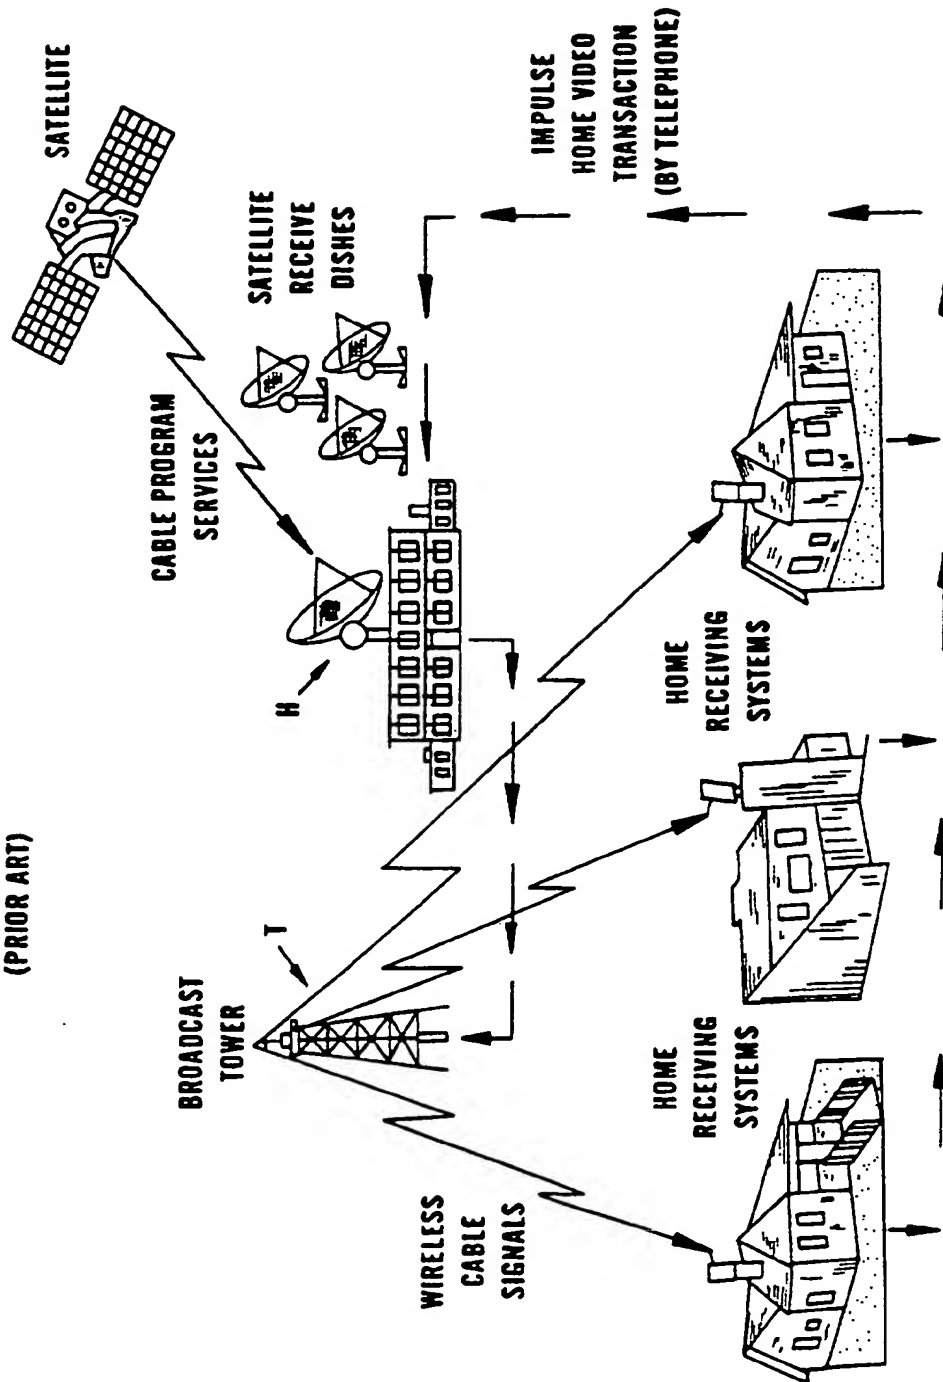 (PRIOR ART)
SATELLITE
CABLE PROGRAM
SERVICES
SATELLITE
RECEIVE
DISHES
H
BROADCAST
TOWER
T
IMPULSE
HOME VIDEO
TRANSACTION
(BY TELEPHONE)
WIRELESS
CABLE
SIGNALS
HOME
RECEIVING
SYSTEMS
HOME
RECEIVING
SYSTEMS